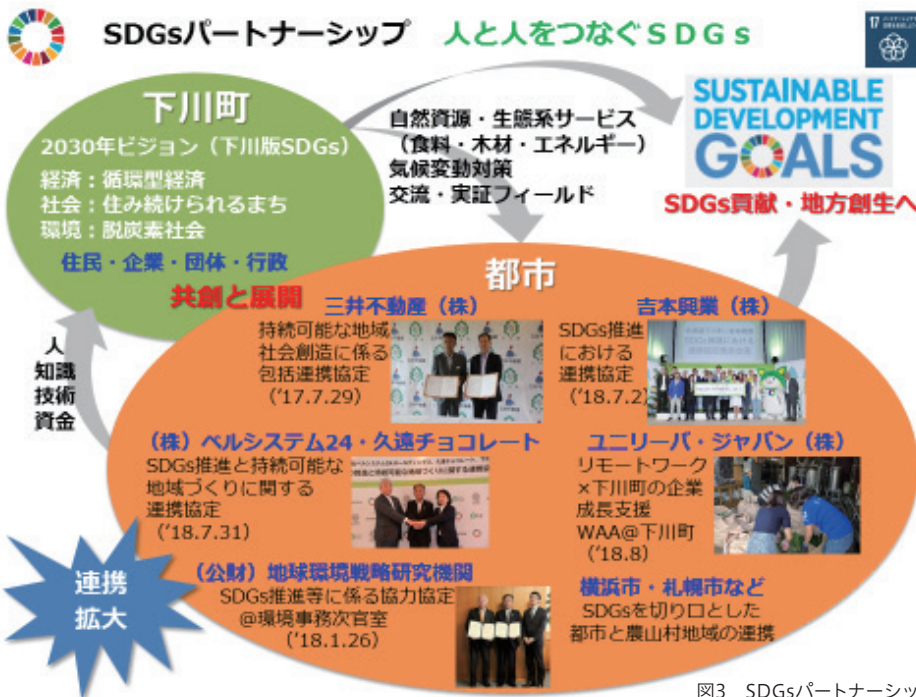 SDGsパートナーシップ 人と人をつなぐSDGs
17
下川町
2030年ビジョン（下川版SDGs）
経済：循環型経済
社会：住み続けられるまち
環境：脱炭素社会
住民・企業・団体・行政
共創と展開
自然資源・生態系サービス
（食料・木材・エネルギー）
気候変動対策
交流・実証フィールド
SUSTAINABLE
DEVELOPMENT
GOALS
SDGs貢献・地方創生へ
人
知識
技術
資金
都市
三井不動産（株）
持続可能な地域
社会創造に係る
包括連携協定
（'17.7.29）
吉本興業（株）
SDGs推進
における
連携協定
（'18.7.2）
（株）ベルシステム24・久遠チョコレート
SDGs推進と持続可能な
地域づくりに関する
連携協定
（'18.7.31）
ユニリーバ・ジャパン（株）
リモートワーク
×下川町の企業
成長支援
WAA@下川町
（'18.8）
（公財）地球環境戦略研究機関
SDGs推進等に係る協力協定
@環境事務次官室
（'18.1.26）
横浜市・札幌市など
SDGsを切り口とした
都市と農山村地域の連携
連携
拡大
図3 SDGsパートナーシッ